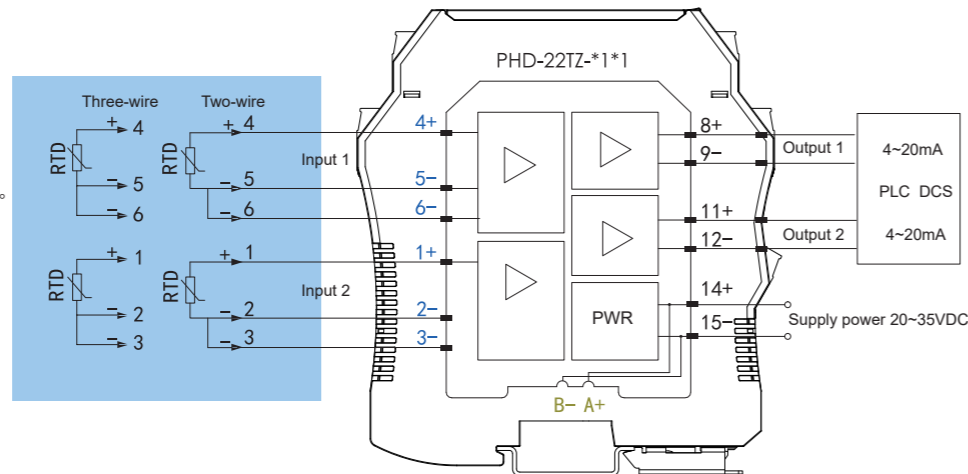 PHD-22TZ-*1*1
Three-wire
Two-wire
RTD
+ 4
− 5
− 6
RTD
+ 4
− 5
− 6
Input 1
4+
5−
6−
RTD
+ 1
− 2
− 3
RTD
+ 1
− 2
− 3
Input 2
1+
2−
3−
PWR
8+
9−
Output 1
11+
12−
Output 2
4~20mA
PLC DCS
4~20mA
14+
15−
Supply power 20~35VDC
B− A+